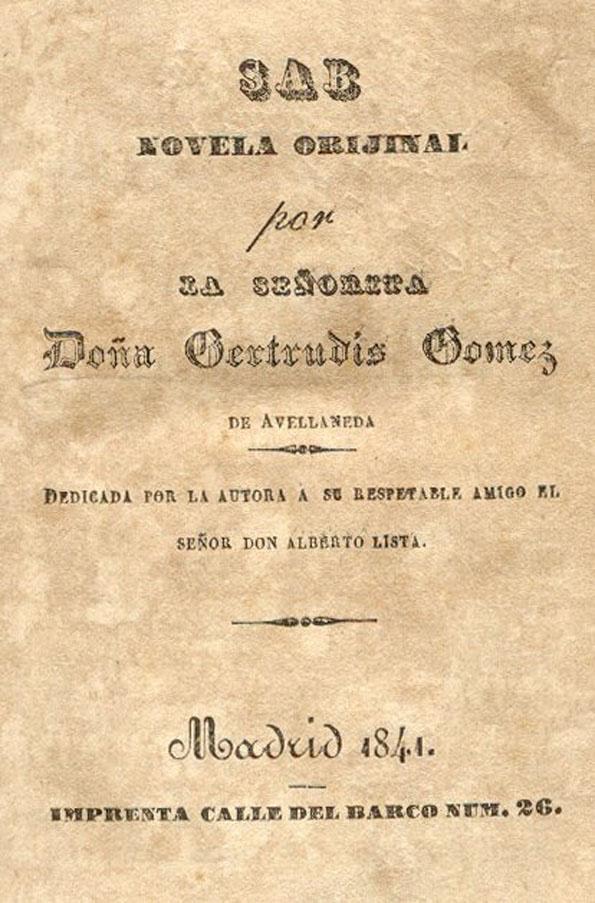 SAB
NOVELA ORIJINAL
por
LA SEÑORITA
Doña Gertrudis Gomez
DE AVELLANEDA
DEDICADA POR LA AUTORA A SU RESPETABLE AMIGO EL
SEÑOR DON ALBERTO LISTA.
Madrid 1841.
IMPRENTA CALLE DEL BARCO NUM. 26.